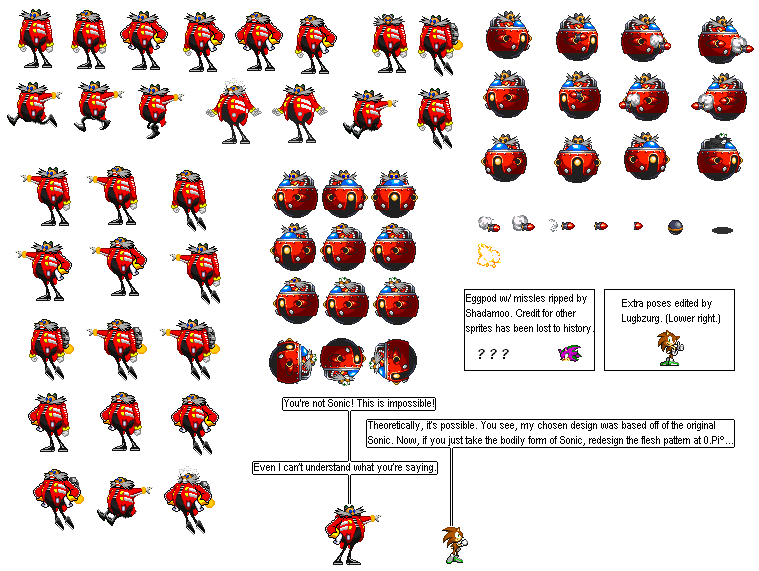 Eggpod w/ missles ripped by
Shadamoo. Credit for other
sprites has been lost to history.
? ? ?
Extra poses edited by
Lugbzurg. (Lower right.)
You're not Sonic! This is impossible!
Theoretically, it's possible. You see, my chosen design was based off of the original
Sonic. Now, if you just take the bodily form of Sonic, redesign the flesh pattern at 0.Pi°...
Even I can't understand what you're saying.